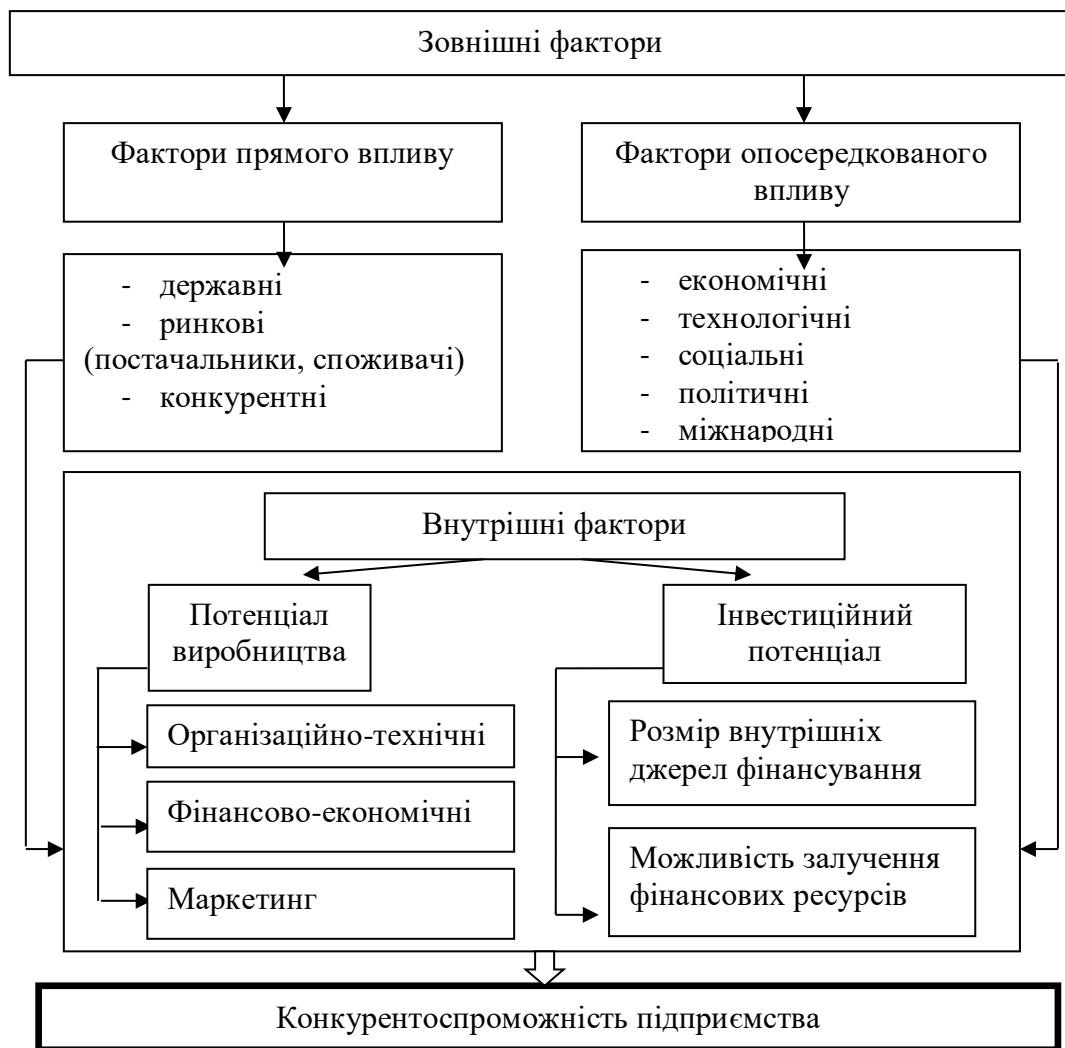 Зовнішні фактори
Фактори прямого впливу
Фактори опосередкованого
впливу
- державні
- ринкові
(постачальники, споживачі)
- конкурентні
- економічні
- технологічні
- соціальні
- політичні
- міжнародні
Внутрішні фактори
Потенціал
виробництва
Інвестиційний
потенціал
Організаційно-технічні
Фінансово-економічні
Маркетинг
Розмір внутрішніх
джерел фінансування
Можливість залучення
фінансових ресурсів
Конкурентоспроможність підприємства